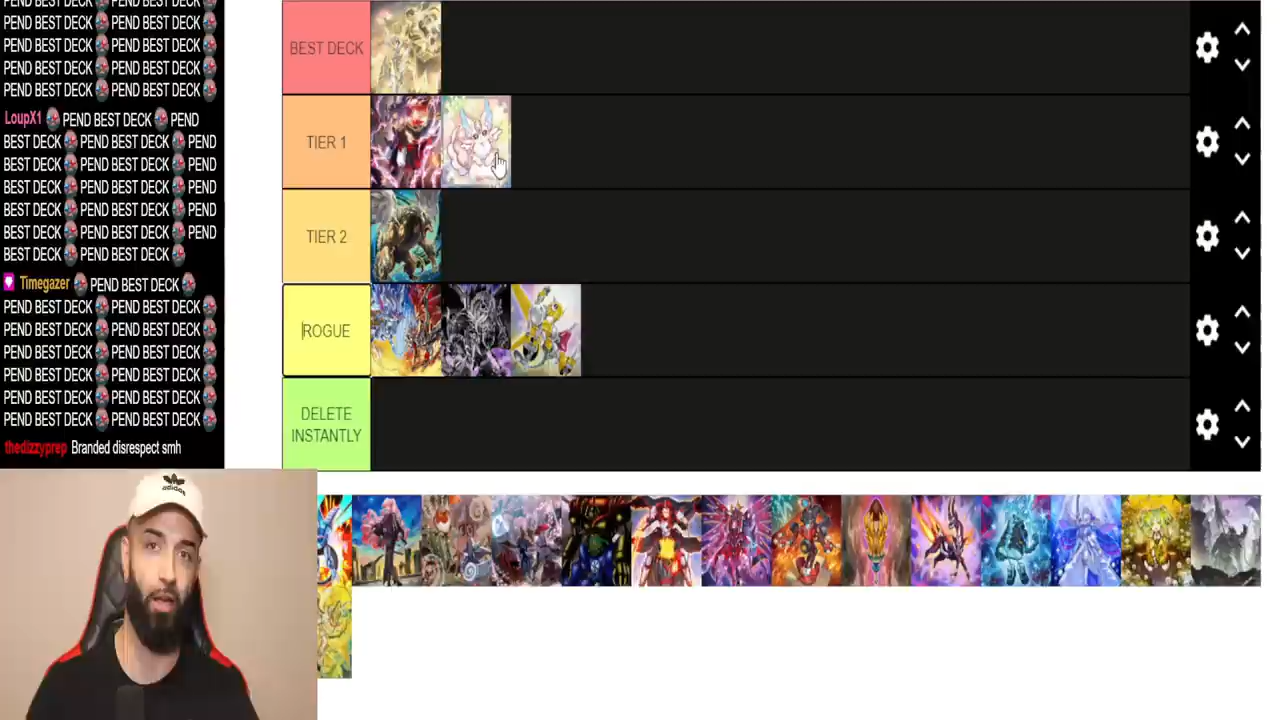 PEND BEST DECK PEND BEST DECK
PEND BEST DECK PEND BEST DECK
PEND BEST DECK PEND BEST DECK
PEND BEST DECK PEND BEST DECK
PEND BEST DECK PEND BEST DECK
LoupX1 PEND BEST DECK PEND
BEST DECK PEND BEST DECK PEND
BEST DECK PEND BEST DECK PEND
BEST DECK PEND BEST DECK PEND
BEST DECK PEND BEST DECK PEND
BEST DECK PEND BEST DECK PEND
BEST DECK PEND BEST DECK
Timegazer PEND BEST DECK
PEND BEST DECK PEND BEST DECK
PEND BEST DECK PEND BEST DECK
PEND BEST DECK PEND BEST DECK
PEND BEST DECK PEND BEST DECK
PEND BEST DECK PEND BEST DECK
PEND BEST DECK PEND BEST DECK
thedizzyprep Branded disrespect smh
BEST DECK
TIER 1
TIER 2
ROGUE
DELETE
INSTANTLY
adidas